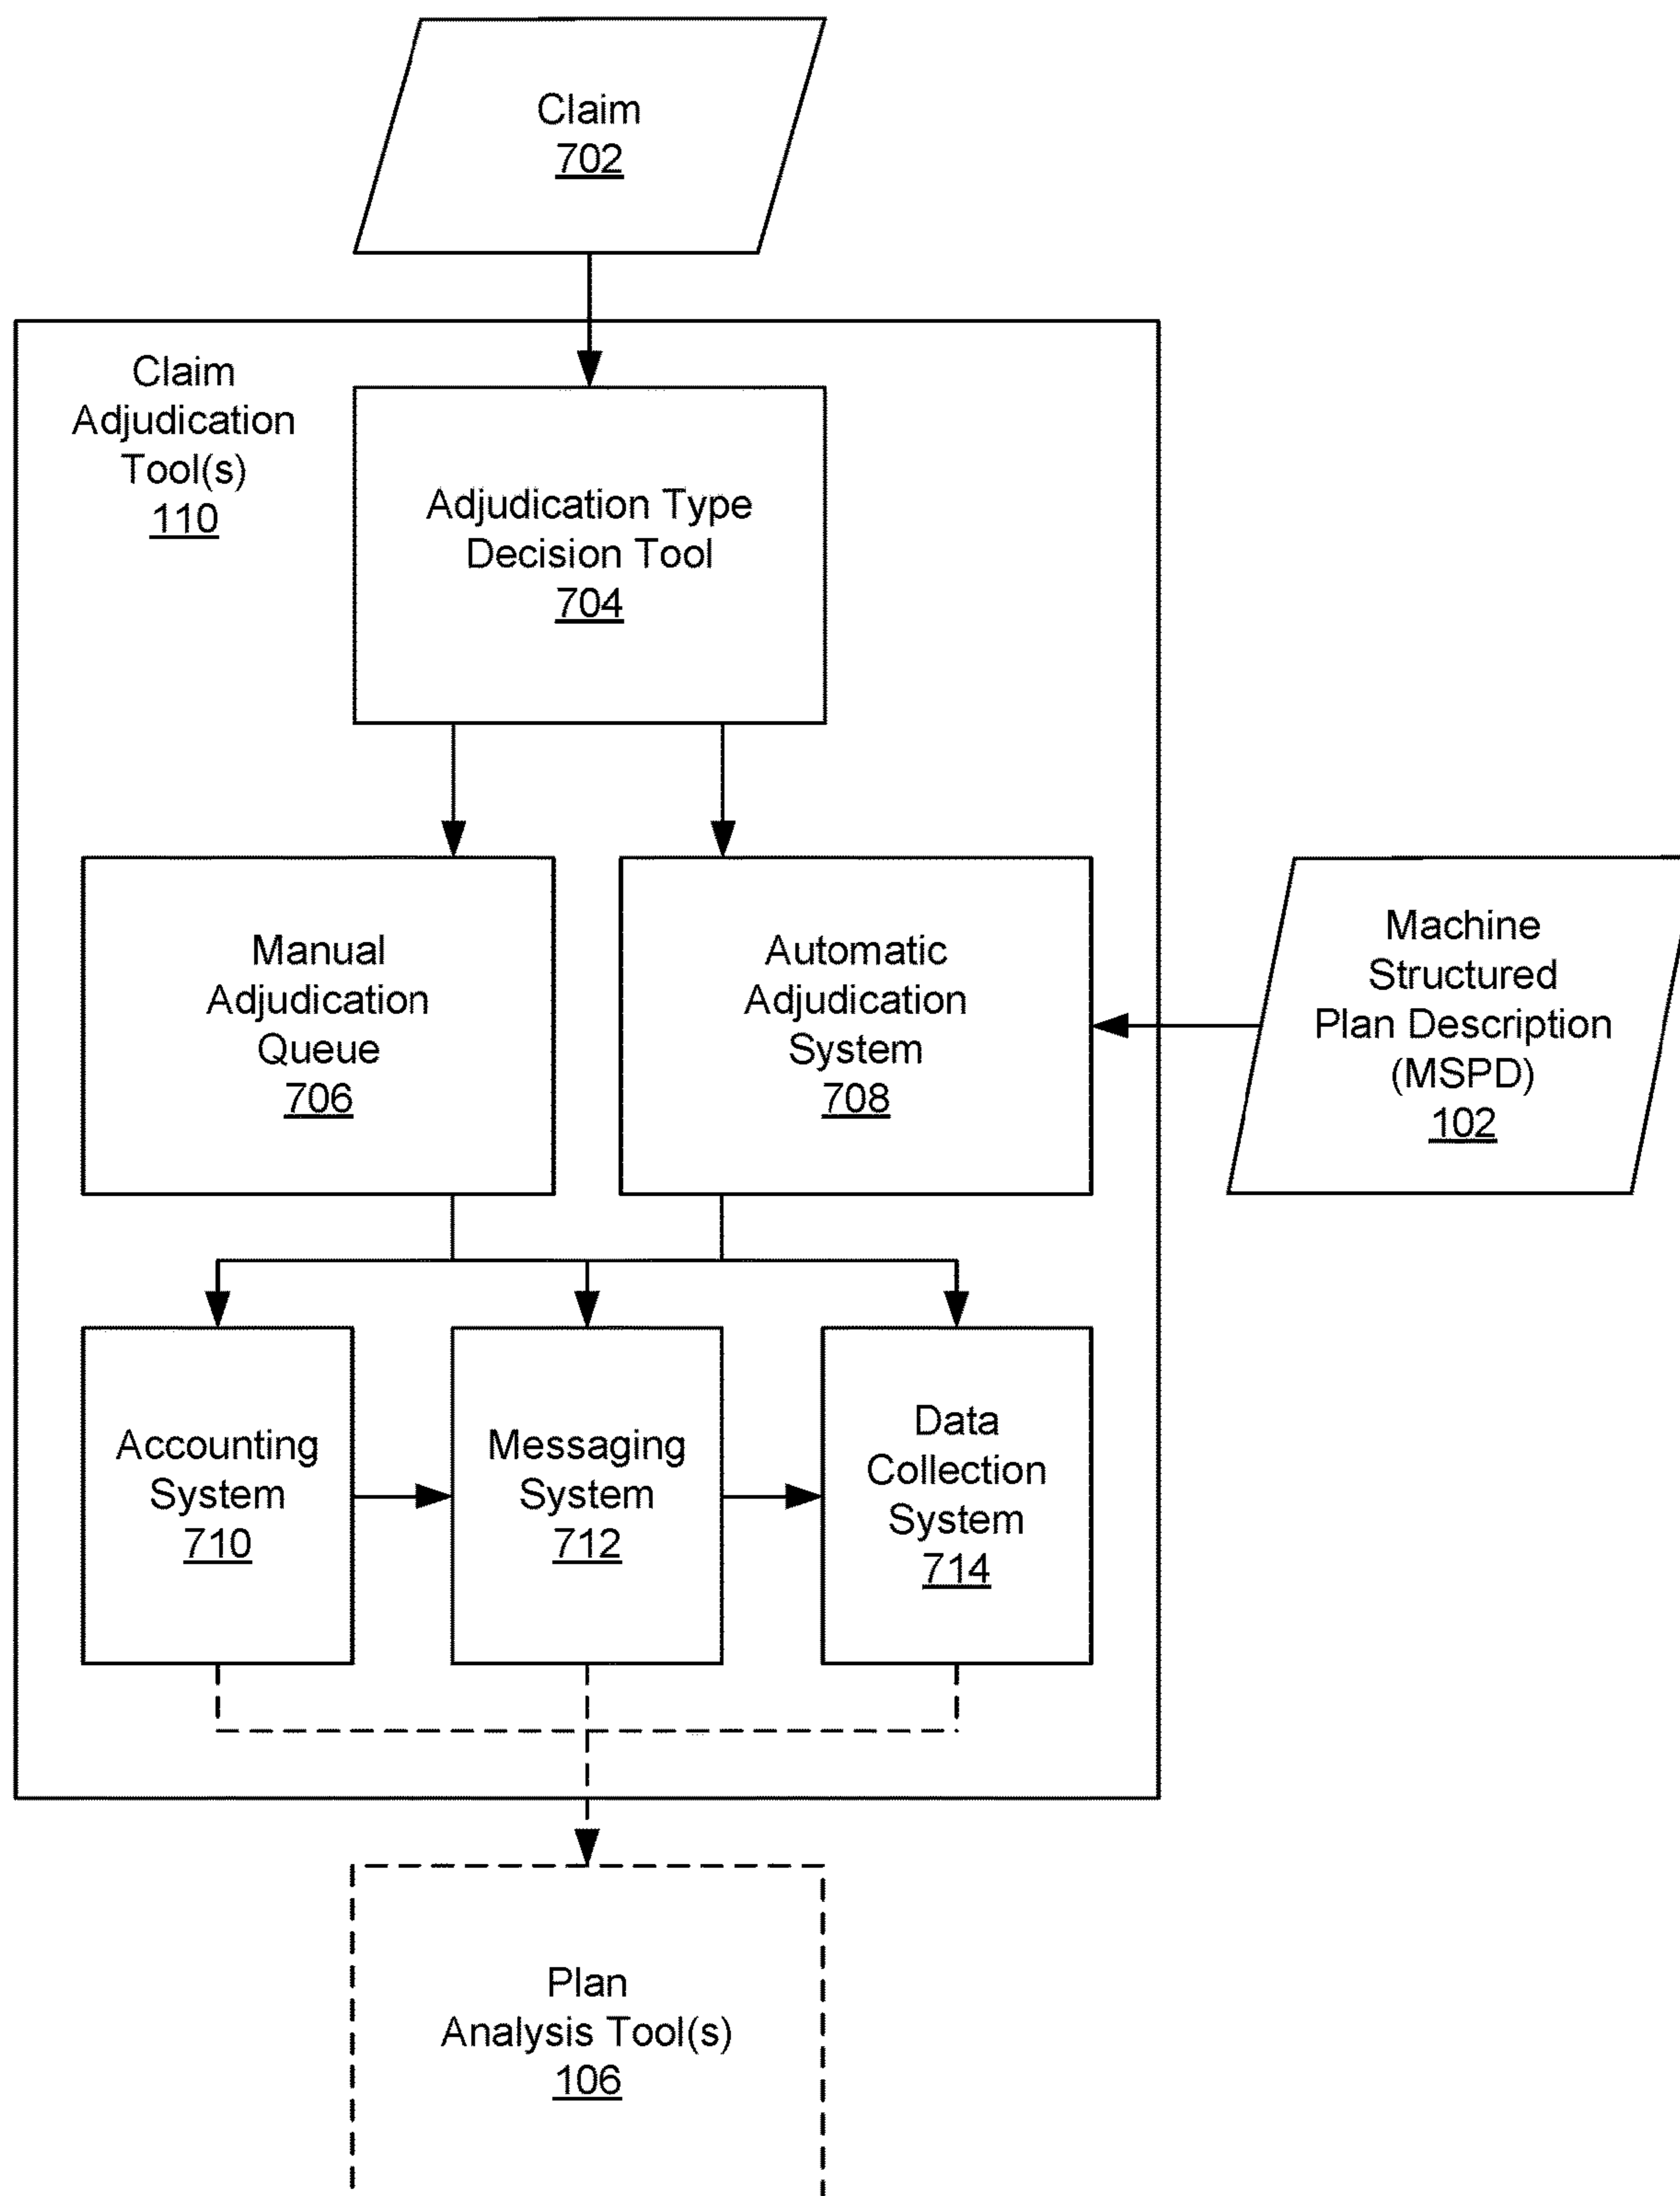 Claim
702
Claim
Adjudication
Tool(s)
110
Adjudication Type
Decision Tool
704
Manual
Adjudication
Queue
706
Automatic
Adjudication
System
708
Machine
Structured
Plan Description
(MSPD)
102
Accounting
System
710
Messaging
System
712
Data
Collection
System
714
Plan
Analysis Tool(s)
106